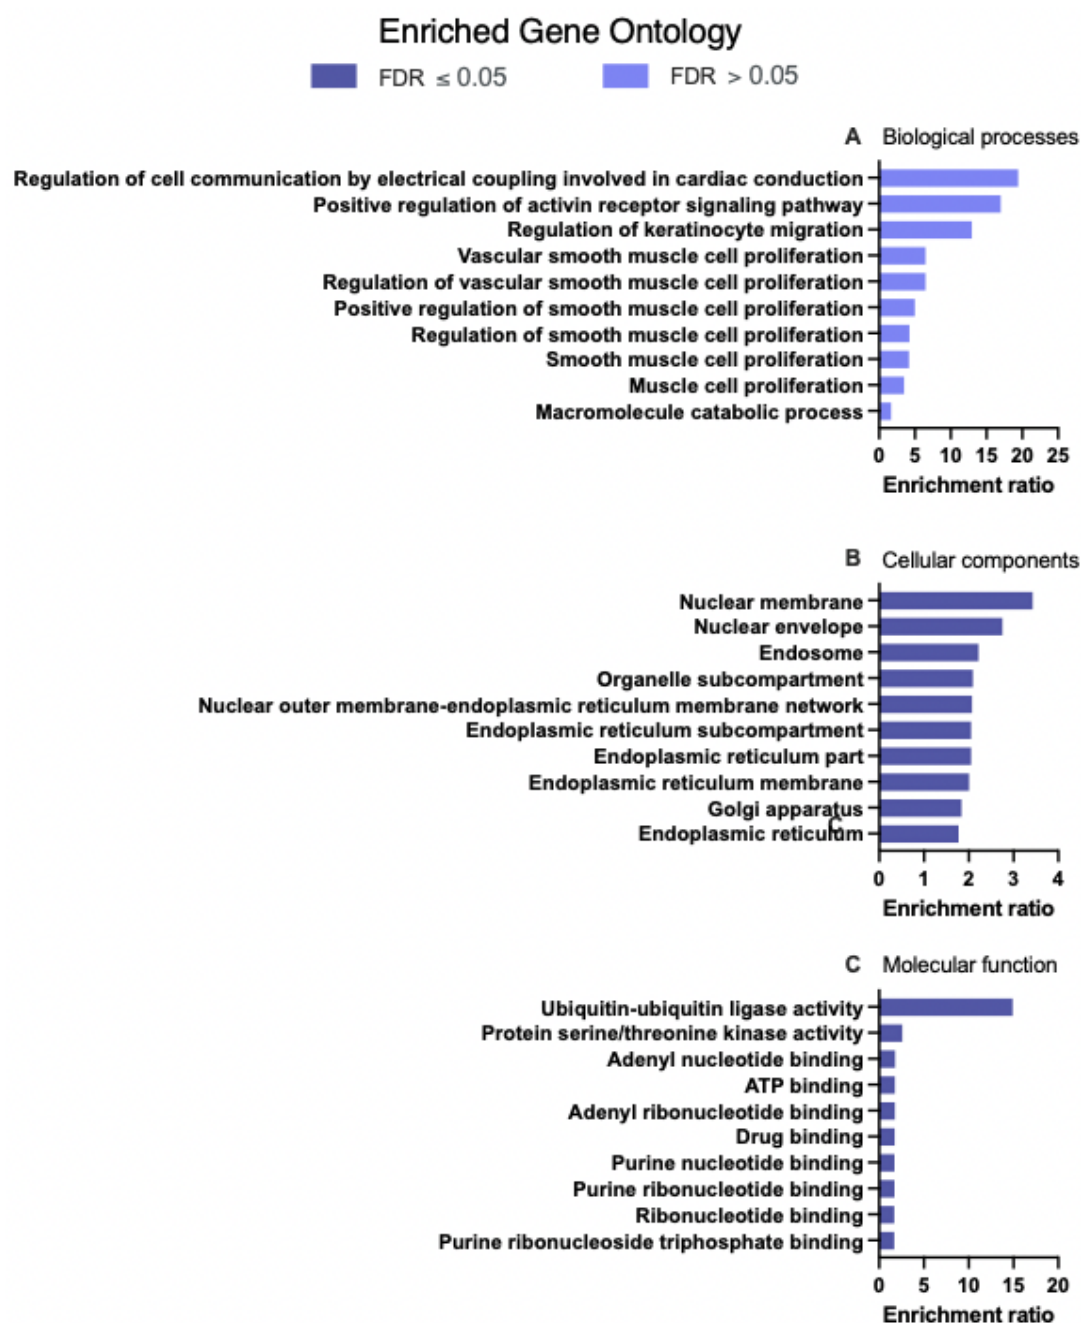 Enriched Gene Ontology
FDR ≤ 0.05 FDR > 0.05
A Biological processes
Regulation of cell communication by electrical coupling involved in cardiac conduction
Positive regulation of activin receptor signaling pathway
Regulation of keratinocyte migration
Vascular smooth muscle cell proliferation
Regulation of vascular smooth muscle cell proliferation
Positive regulation of smooth muscle cell proliferation
Regulation of smooth muscle cell proliferation
Smooth muscle cell proliferation
Muscle cell proliferation
Macromolecule catabolic process
0 5 10 15 20 25
Enrichment ratio
B Cellular components
Nuclear membrane
Nuclear envelope
Endosome
Organelle subcompartment
Nuclear outer membrane-endoplasmic reticulum membrane network
Endoplasmic reticulum subcompartment
Endoplasmic reticulum part
Endoplasmic reticulum membrane
Golgi apparatus
C
Endoplasmic reticulum
0 1 2 3 4
Enrichment ratio
C Molecular function
Ubiquitin-ubiquitin ligase activity
Protein serine/threonine kinase activity
Adenyl nucleotide binding
ATP binding
Adenyl ribonucleotide binding
Drug binding
Purine nucleotide binding
Purine ribonucleotide binding
Ribonucleotide binding
Purine ribonucleoside triphosphate binding
0 5 10 15 20
Enrichment ratio